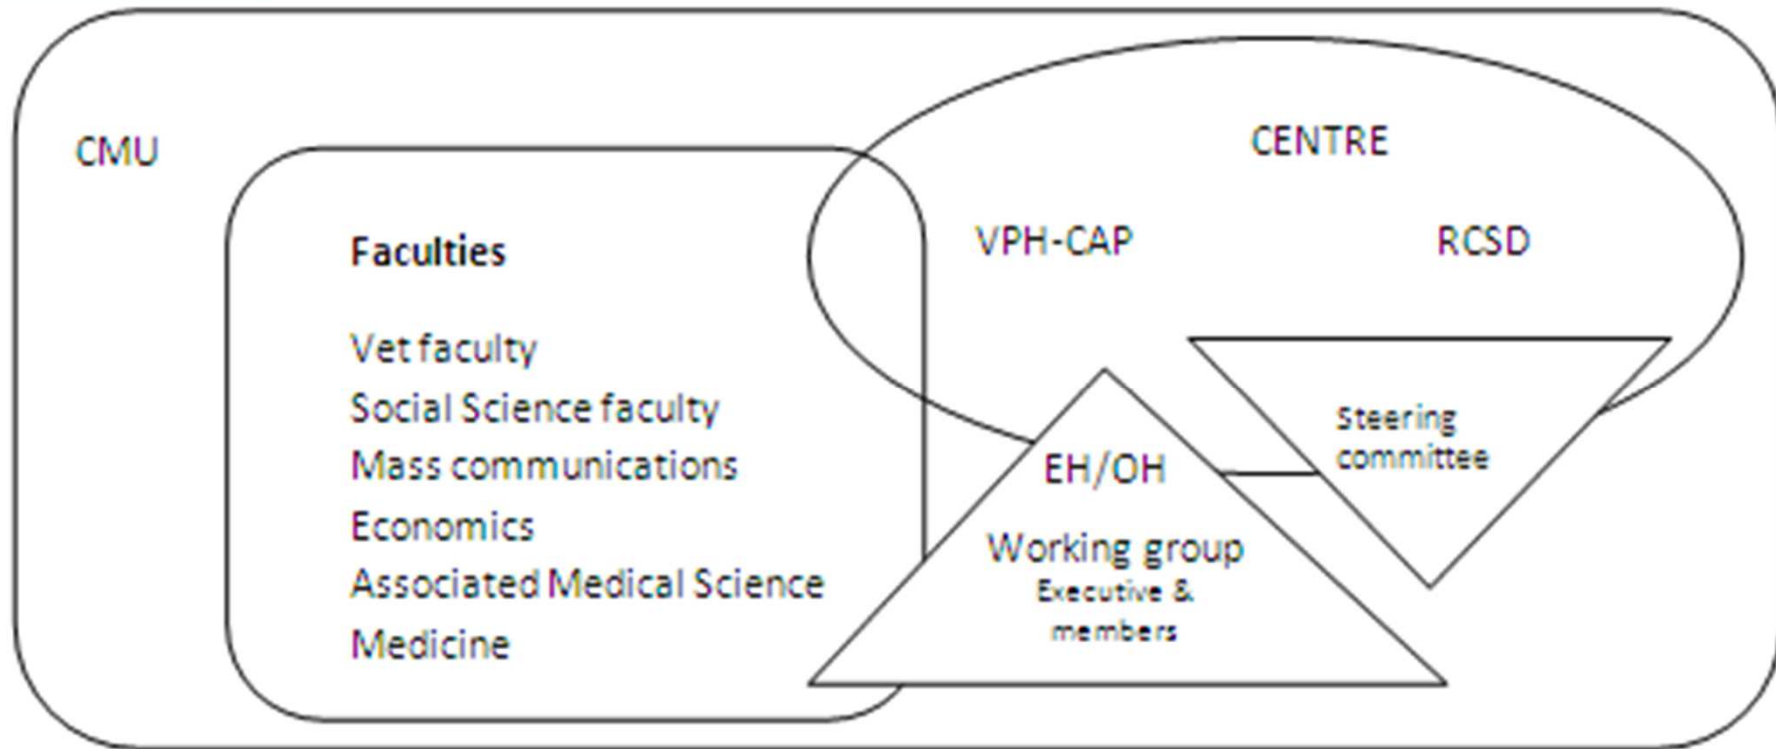 CMU
Faculties
Vet faculty
Social Science faculty
Mass communications
Economics
Associated Medical Science
Medicine
CENTRE
VPH-CAP
RCSD
Steering
committee
EH/OH
Working group
Executive &
members